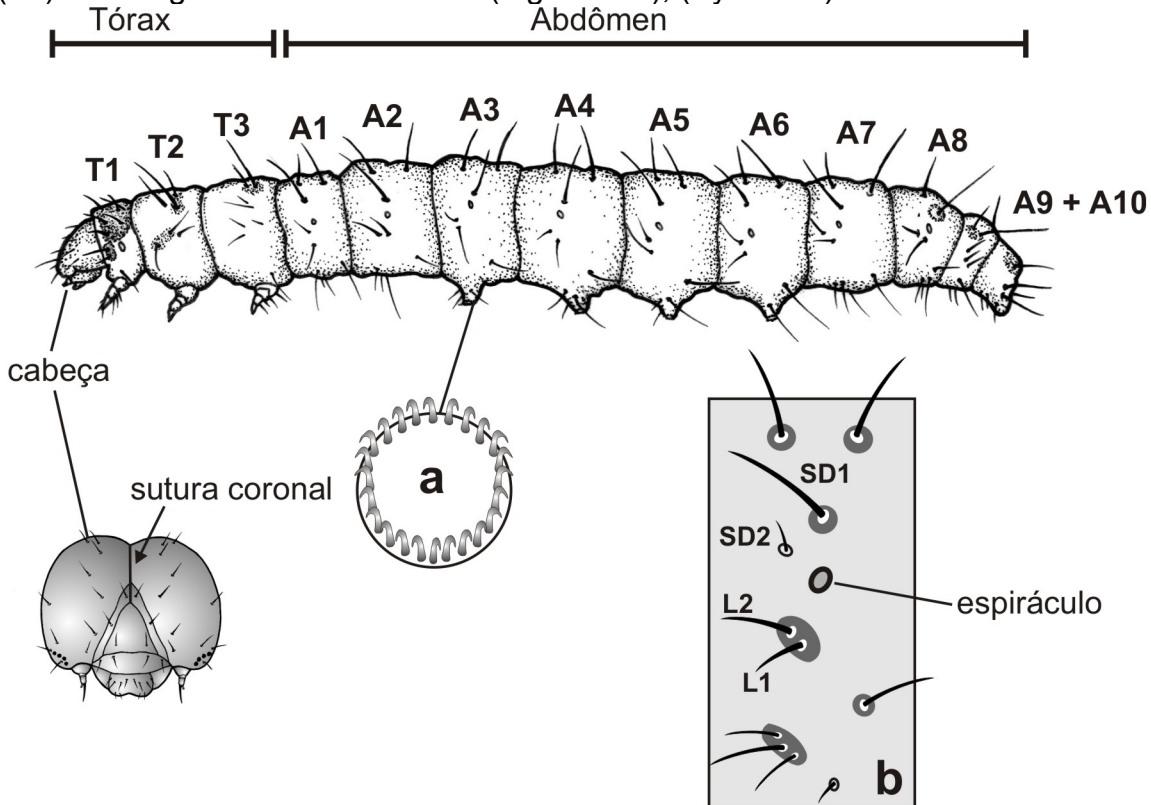 Tórax
Abdômen
T1
T2
T3
A1
A2
A3
A4
A5
A6
A7
A8
A9 + A10
cabeça
sutura coronal
a
SD1
SD2
espiráculo
L2
L1
b